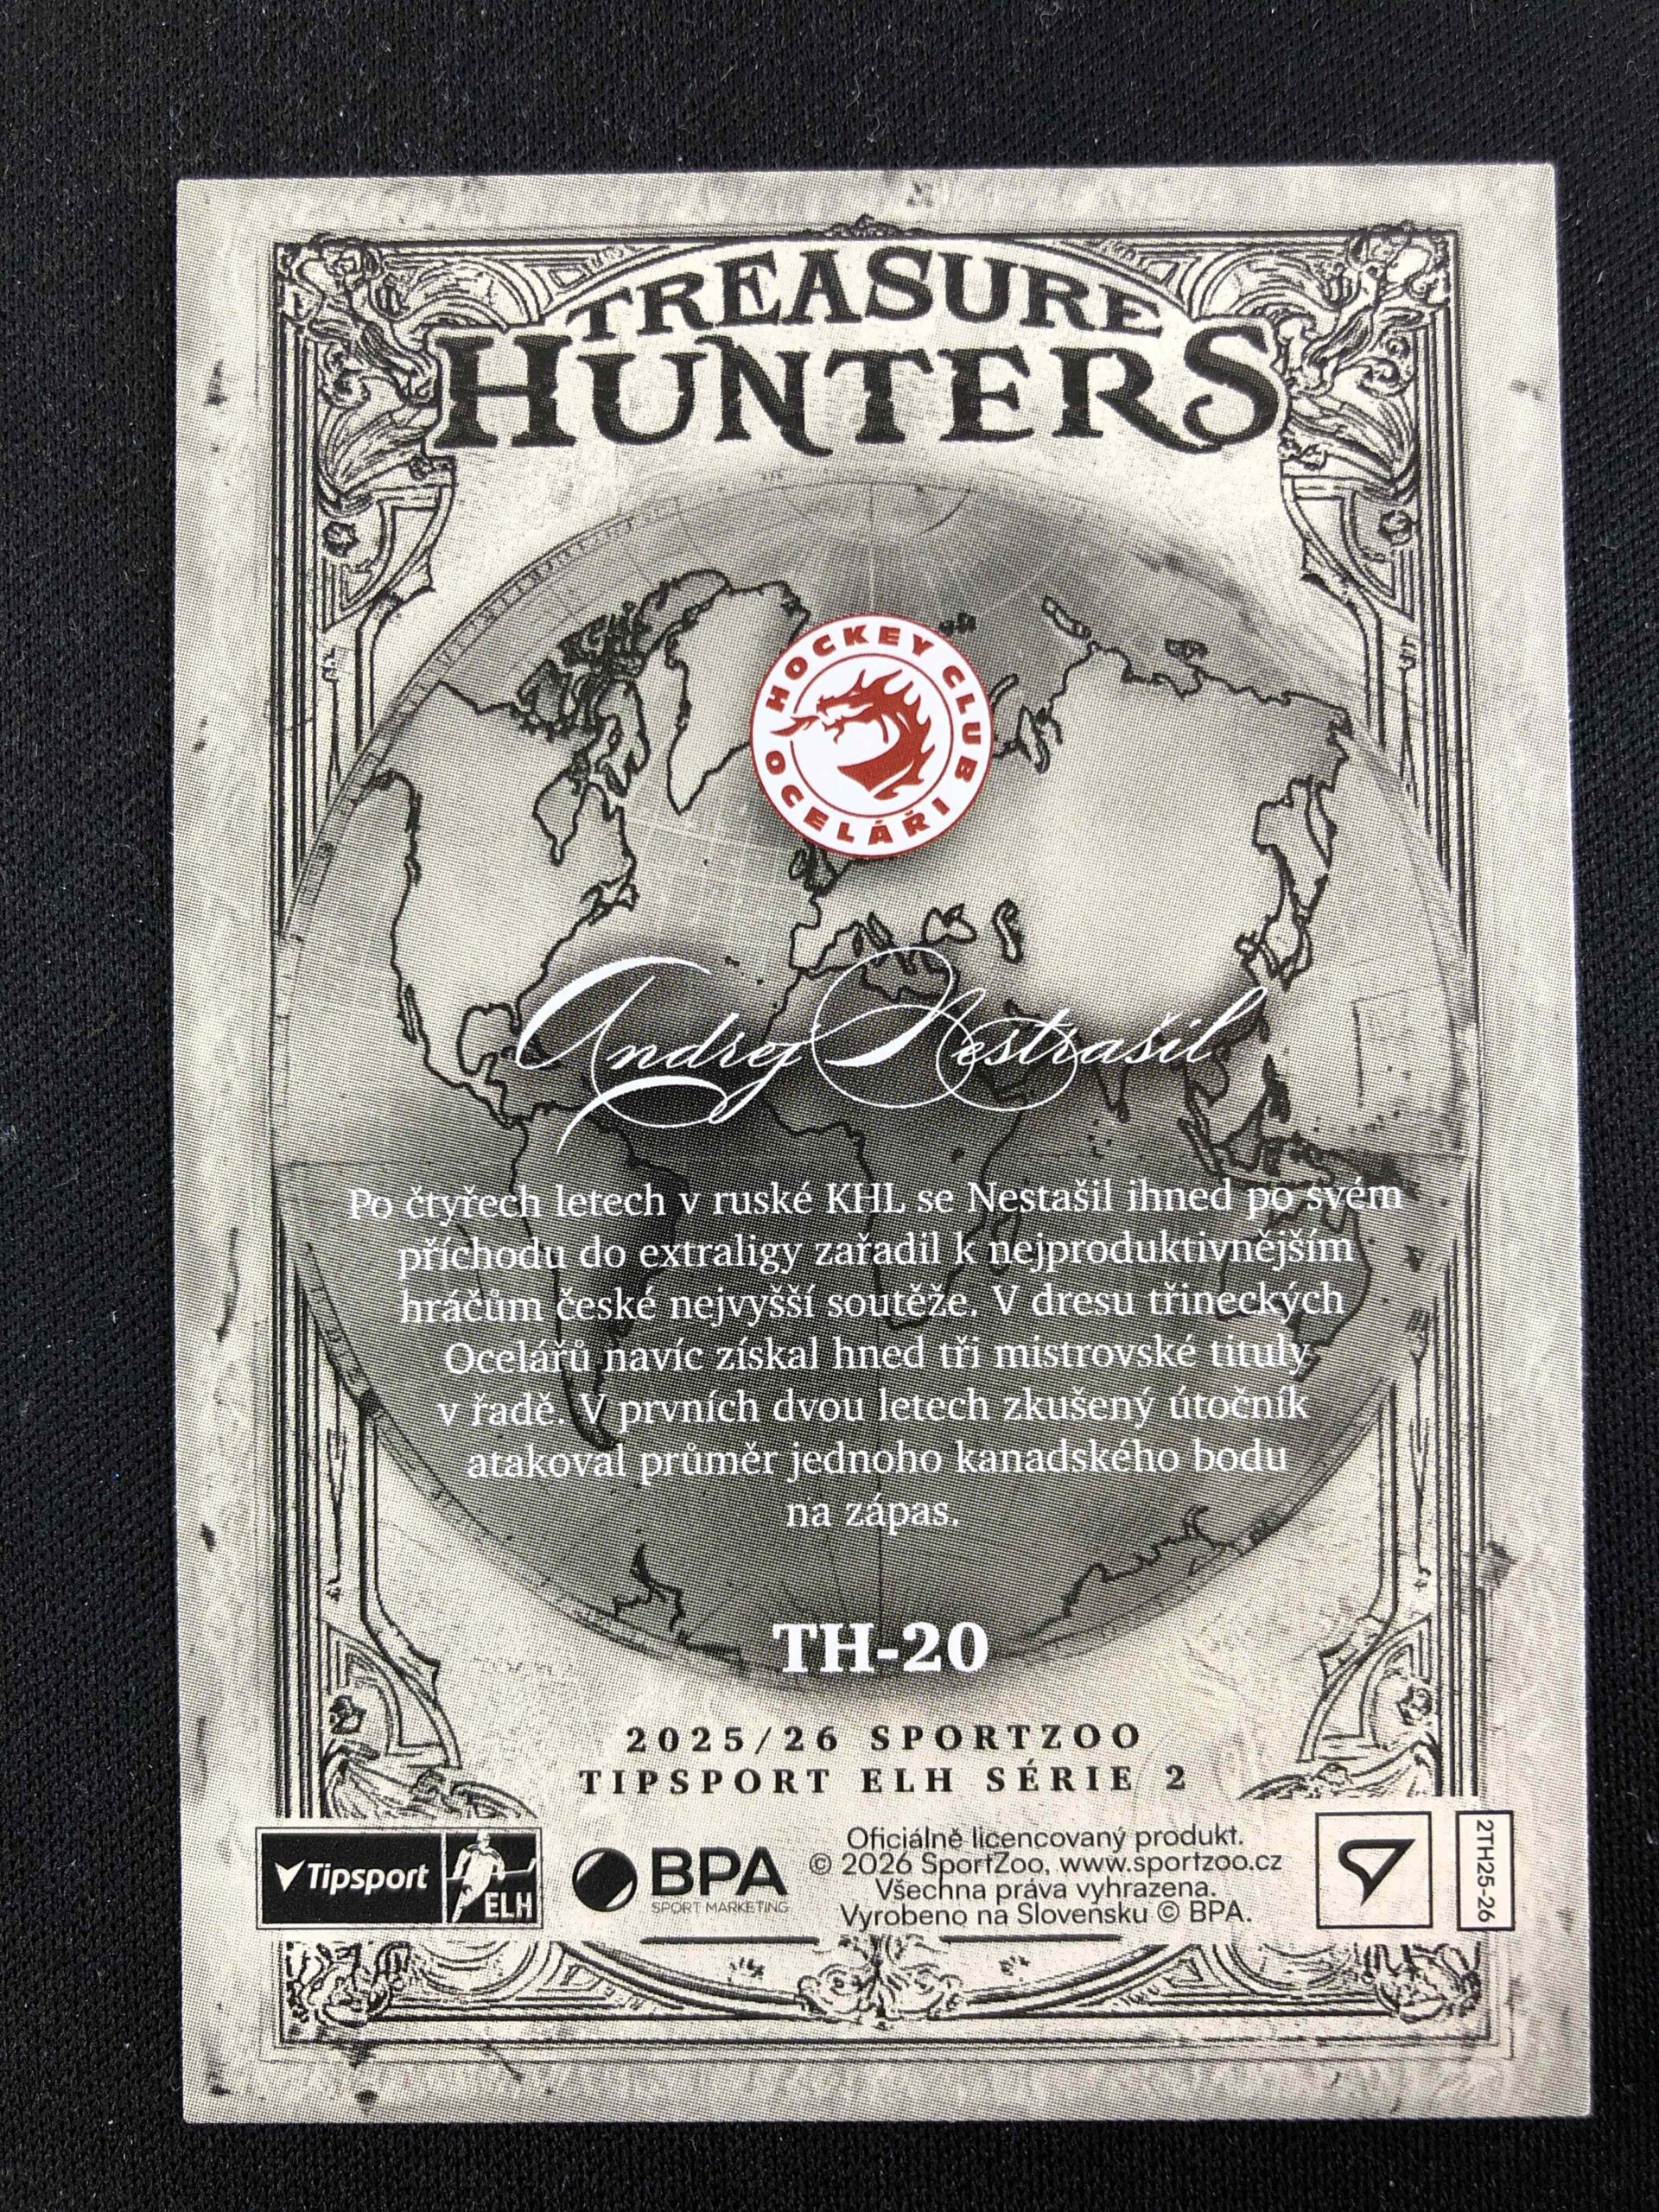 TREASURE
HUNTERS
HOCKEY CLUB
OCELÁŘI
Andrej Nestrašil
Po čtyřech letech v ruské KHL se Nestašil ihned po svém
příchodu do extraligy zařadil k nejproduktivnějším
hráčům české nejvyšší soutěže. V dresu třineckých
Ocelářů navíc získal hned tři mistrovské tituly
v řadě. V prvních dvou letech zkušený útočník
atakoval průměr jednoho kanadského bodu
na zápas.
TH-20
2025/26 SPORTZOO
TIPSPORT ELH SÉRIE 2
Tipsport
ELH
BPA
SPORT MARKETING
Oficiálně licencovaný produkt.
© 2026 SportZoo, www.sportzoo.cz
Všechna práva vyhrazena.
Vyrobeno na Slovensku © BPA.
2TH25-26